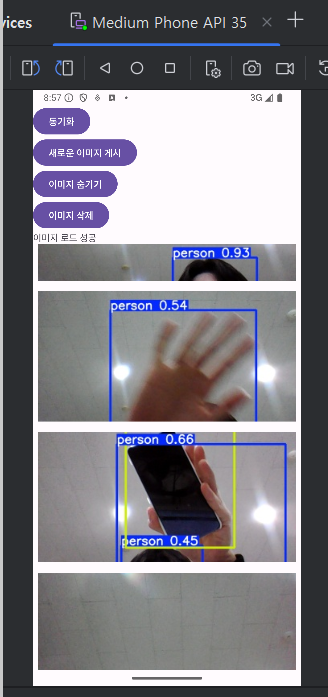 vices
Medium Phone API 35
8:57
3G
동기화
새로운 이미지 게시
이미지 숨기기
이미지 삭제
이미지 로드 성공
person 0.93
person 0.54
person 0.66
person 0.45